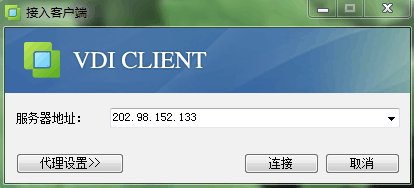 接入客户端
VDI CLIENT
服务器地址：
202.98.152.133
代理设置>>
连接
取消